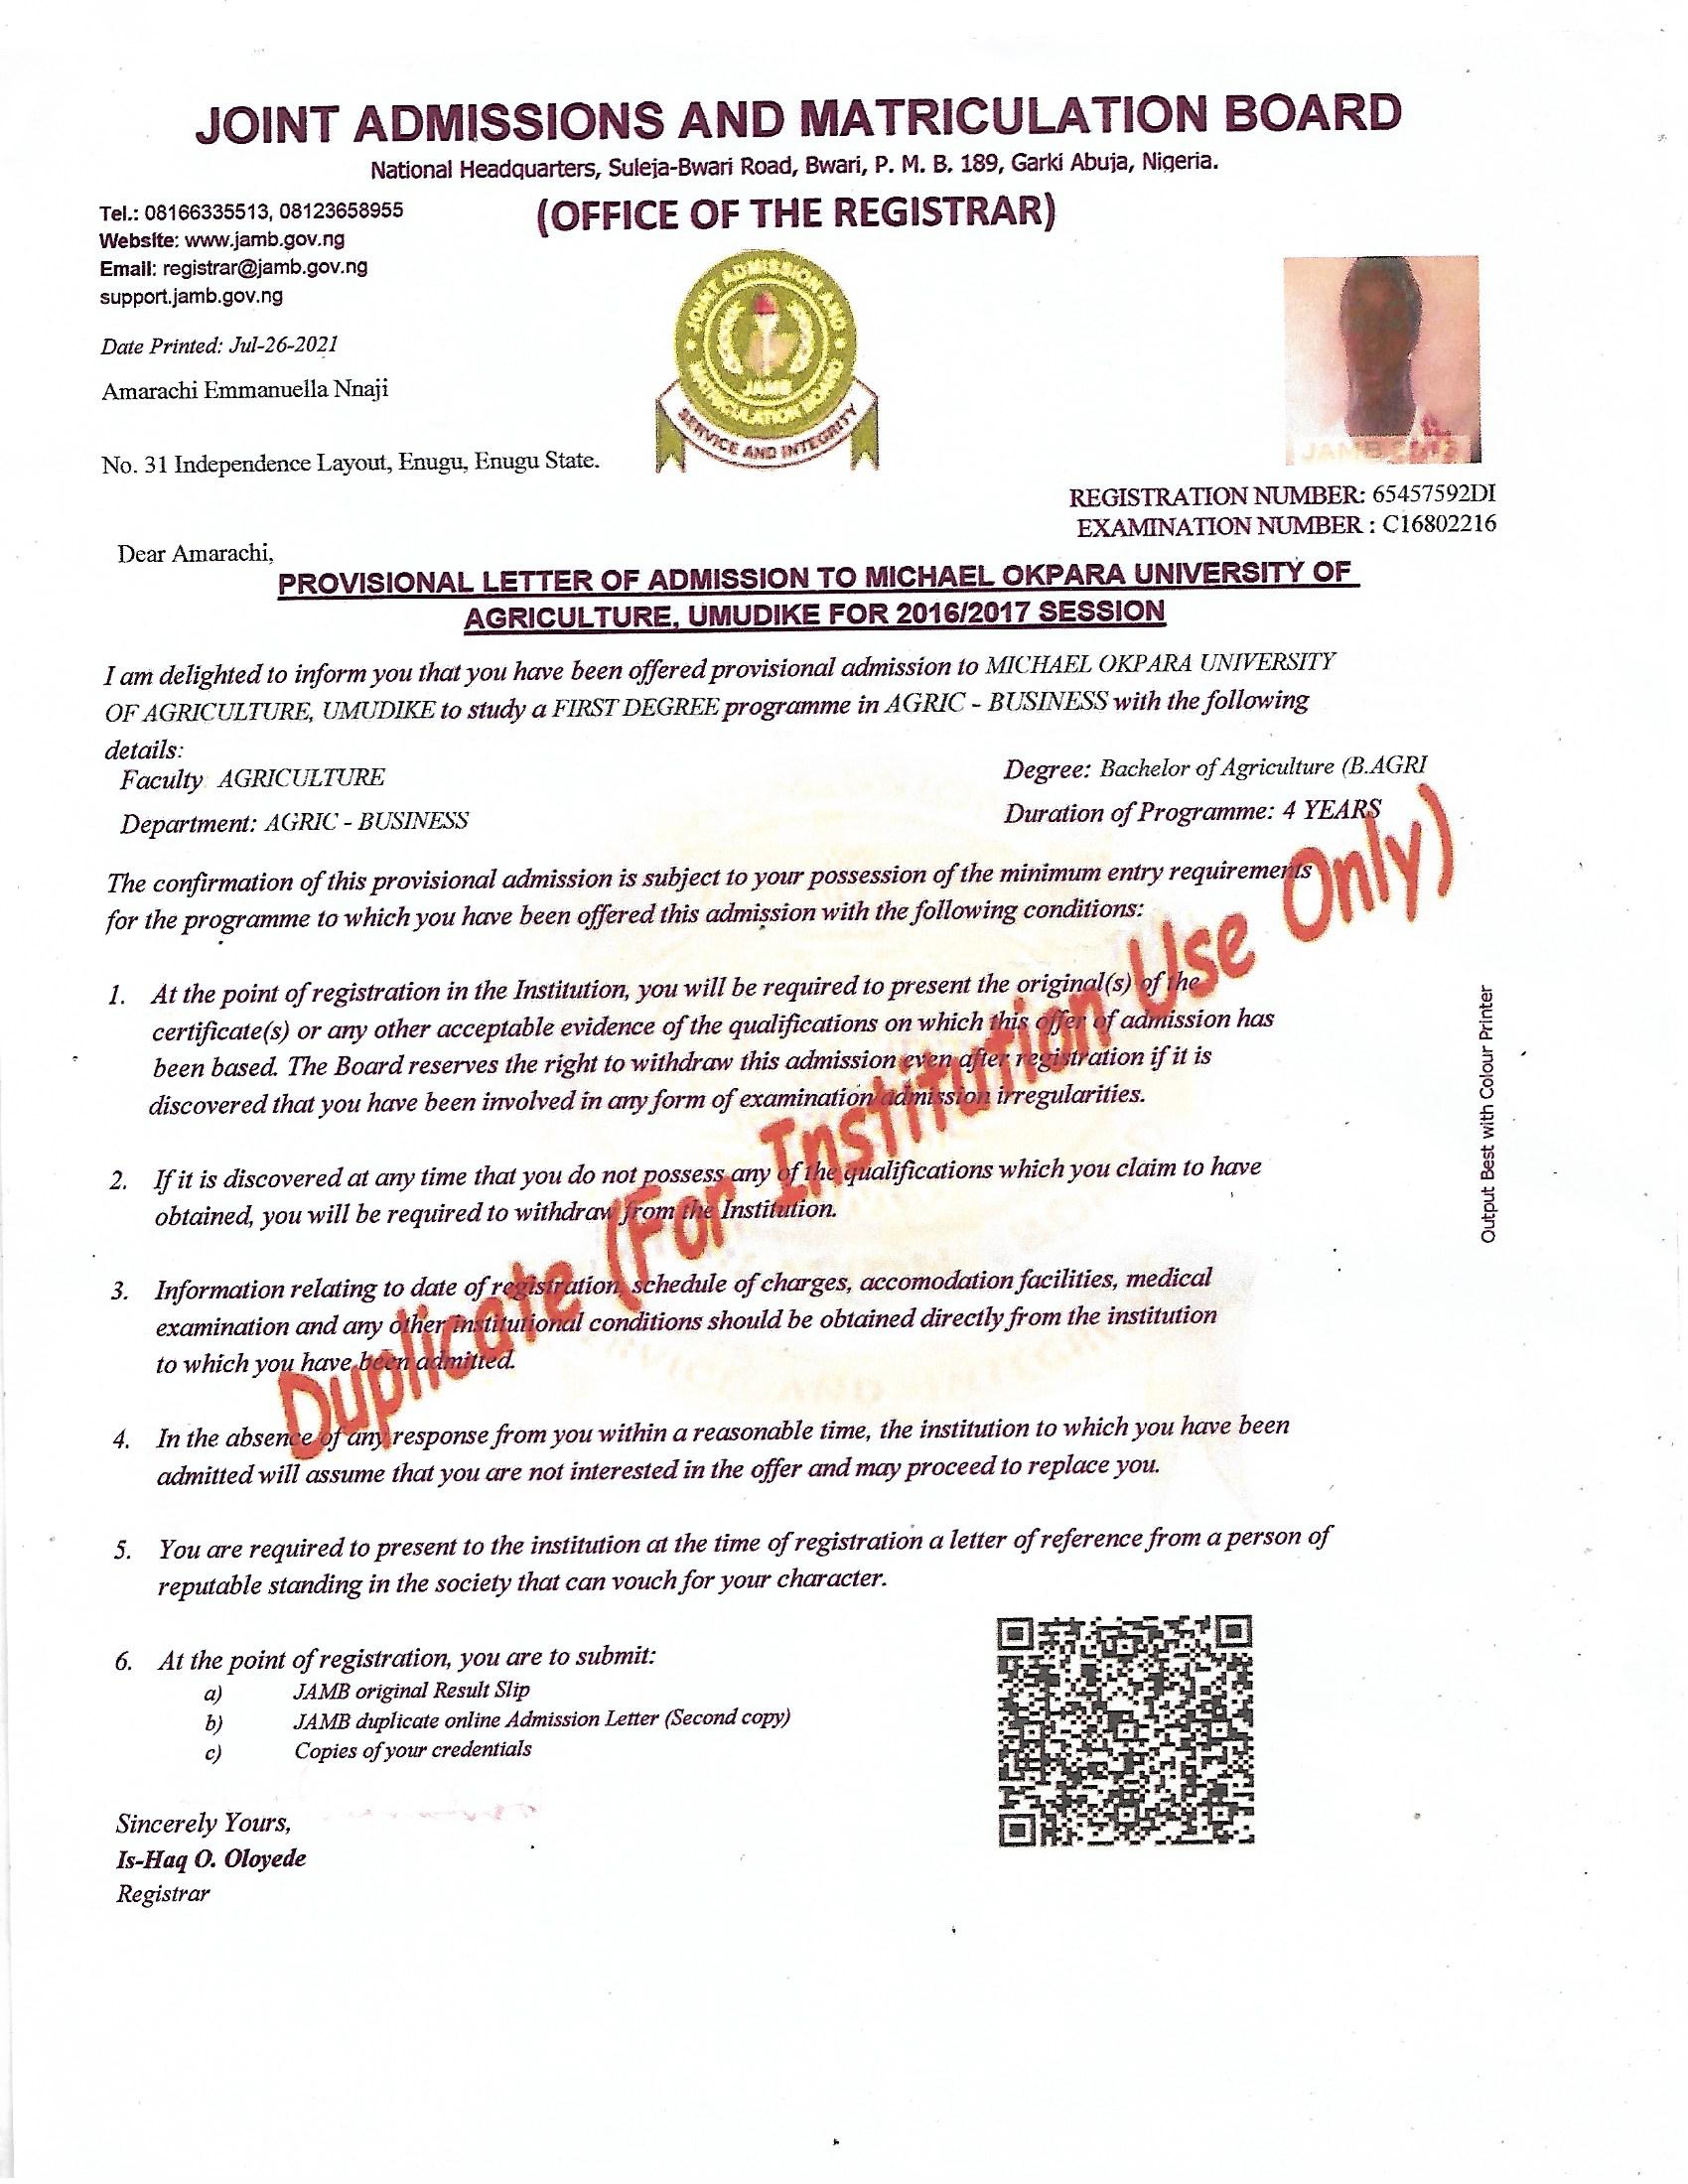 JOINT ADMISSIONS AND MATRICULATION BOARD
National Headquarters, Suleja-Bwari Road, Bwari, P. M. B. 189, Garki Abuja, Nigeria.
(OFFICE OF THE REGISTRAR)
Tel.: 08166335513, 08123658955
Website: www.jamb.gov.ng
Email: registrar@jamb.gov.ng
support.jamb.gov.ng
JOINT ADMISSION AND MATRICULATION BOARD
JAMB
SERVICE AND INTEGRITY
Date Printed: Jul-26-2021
Amarachi Emmanuella Nnaji
No. 31 Independence Layout, Enugu, Enugu State.
JAMB
REGISTRATION NUMBER: 65457592DI
EXAMINATION NUMBER : C16802216
Dear Amarachi,
PROVISIONAL LETTER OF ADMISSION TO MICHAEL OKPARA UNIVERSITY OF
AGRICULTURE, UMUDIKE FOR 2016/2017 SESSION
I am delighted to inform you that you have been offered provisional admission to MICHAEL OKPARA UNIVERSITY
OF AGRICULTURE, UMUDIKE to study a FIRST DEGREE programme in AGRIC - BUSINESS with the following
details:
Faculty AGRICULTURE
Degree: Bachelor of Agriculture (B.AGRI
Department: AGRIC - BUSINESS
Duration of Programme: 4 YEARS
The confirmation of this provisional admission is subject to your possession of the minimum entry requirements
for the programme to which you have been offered this admission with the following conditions:
1. At the point of registration in the Institution, you will be required to present the original(s) of the
certificate(s) or any other acceptable evidence of the qualifications on which this offer of admission has
been based. The Board reserves the right to withdraw this admission even after registration if it is
discovered that you have been involved in any form of examination admission irregularities.
2. If it is discovered at any time that you do not possess any of the qualifications which you claim to have
obtained, you will be required to withdraw from the Institution.
3. Information relating to date of registration, schedule of charges, accomodation facilities, medical
examination and any other institutional conditions should be obtained directly from the institution
to which you have been admitted.
4. In the absence of any response from you within a reasonable time, the institution to which you have been
admitted will assume that you are not interested in the offer and may proceed to replace you.
5. You are required to present to the institution at the time of registration a letter of reference from a person of
reputable standing in the society that can vouch for your character.
6. At the point of registration, you are to submit:
a) JAMB original Result Slip
b) JAMB duplicate online Admission Letter (Second copy)
c) Copies of your credentials
Sincerely Yours,
Is-Haq O. Oloyede
Registrar
Duplicate (For Institution Use Only)
Output Best with Colour Printer